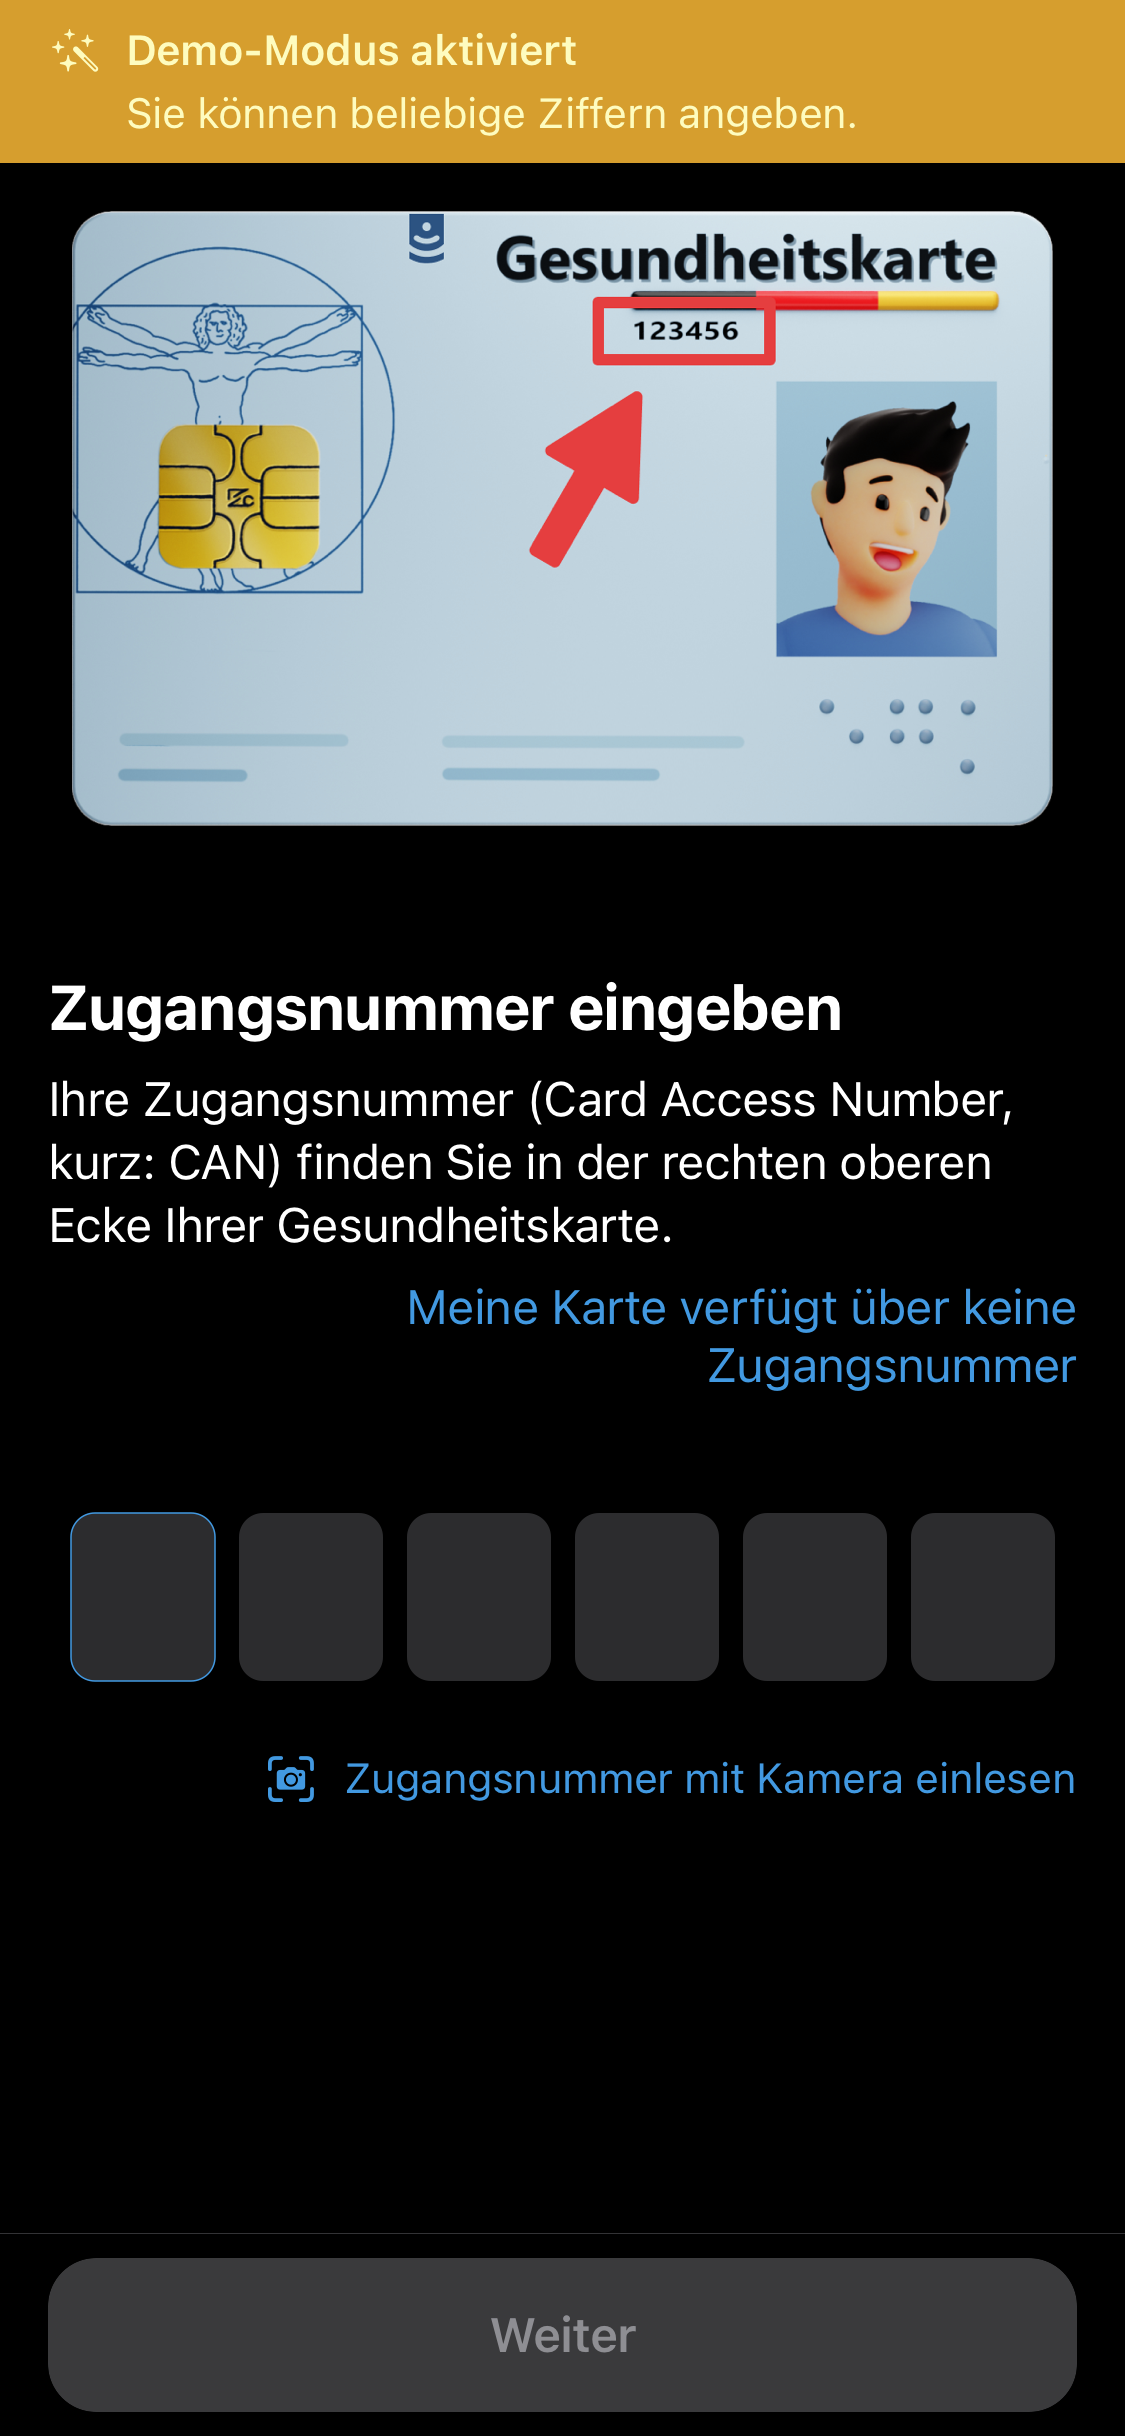 Demo-Modus aktiviert
Sie können beliebige Ziffern angeben.
Gesundheitskarte
123456
Zugangsnummer eingeben
Ihre Zugangsnummer (Card Access Number,
kurz: CAN) finden Sie in der rechten oberen
Ecke Ihrer Gesundheitskarte.
Meine Karte verfügt über keine
Zugangsnummer
Zugangsnummer mit Kamera einlesen
Weiter